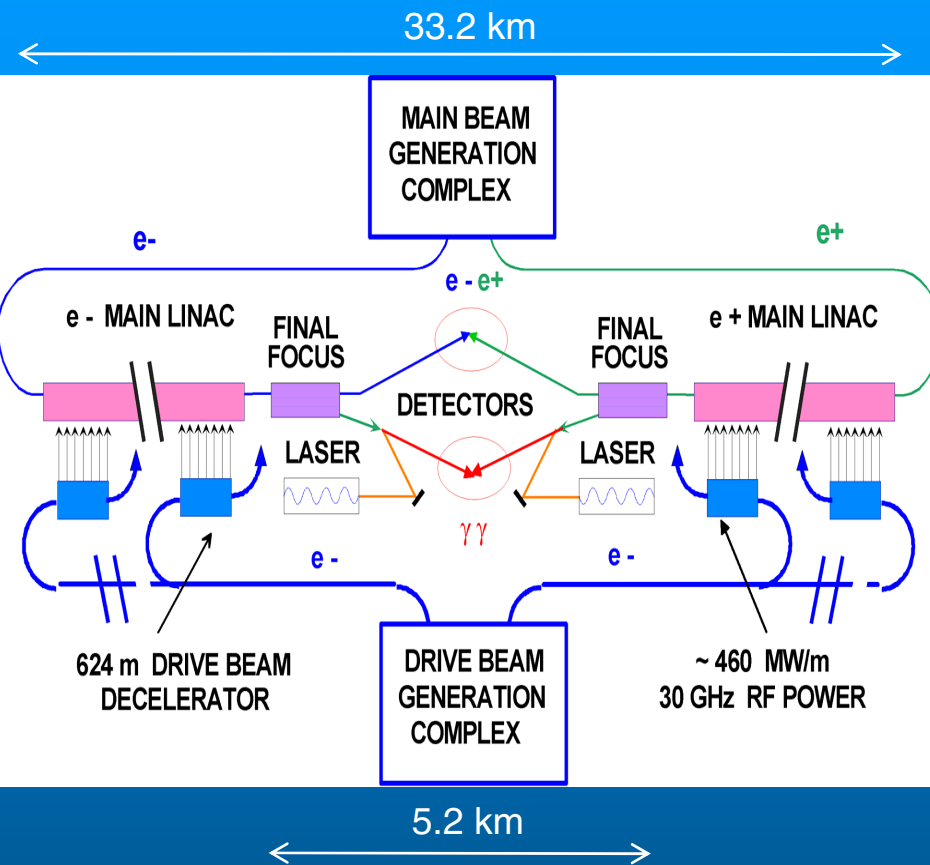 33.2 km
MAIN BEAM
GENERATION
COMPLEX
e-
e+
e - e+
e - MAIN LINAC
FINAL
FOCUS
FINAL
FOCUS
e + MAIN LINAC
DETECTORS
LASER
LASER
γ γ
e -
e -
624 m DRIVE BEAM
DECELERATOR
DRIVE BEAM
GENERATION
COMPLEX
~ 460 MW/m
30 GHz RF POWER
5.2 km